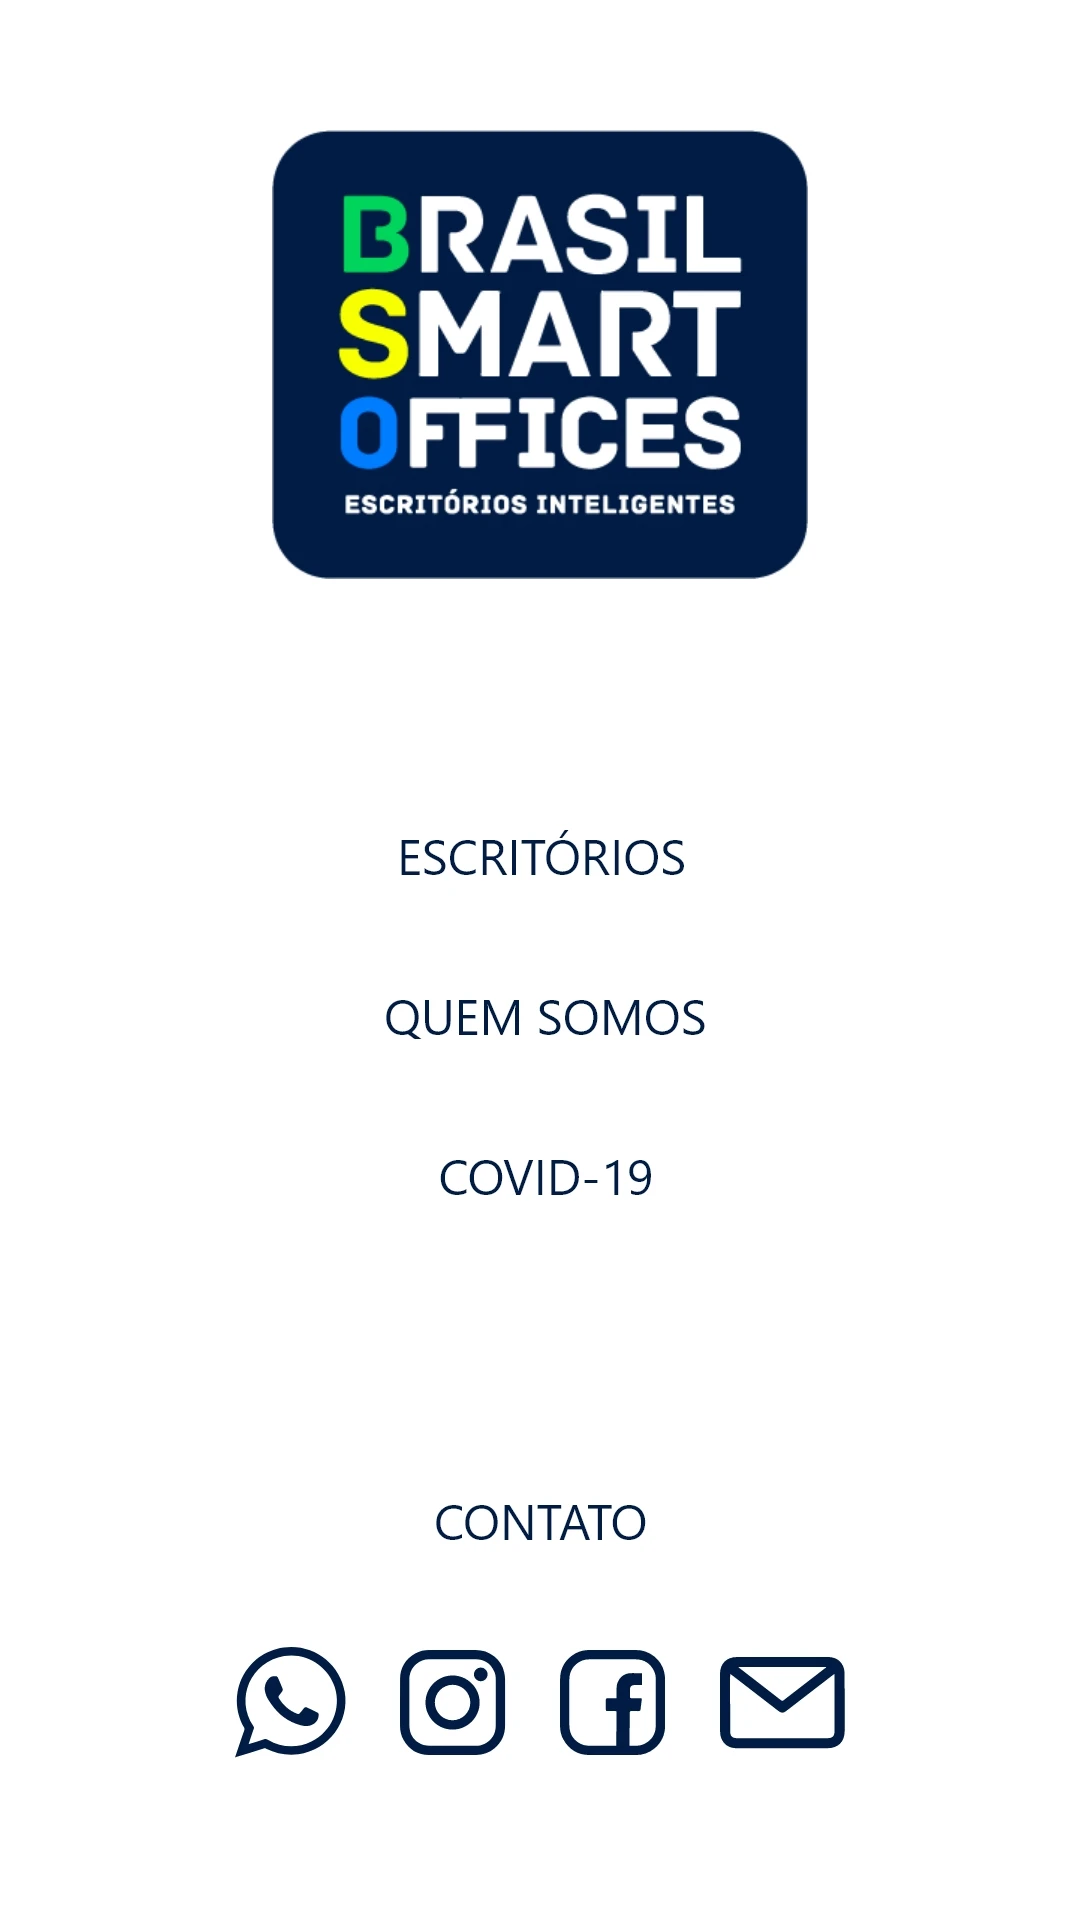 BRASIL
SMART
OFFICES
ESCRITÓRIOS INTELIGENTES
ESCRITÓRIOS
QUEM SOMOS
COVID-19
CONTATO